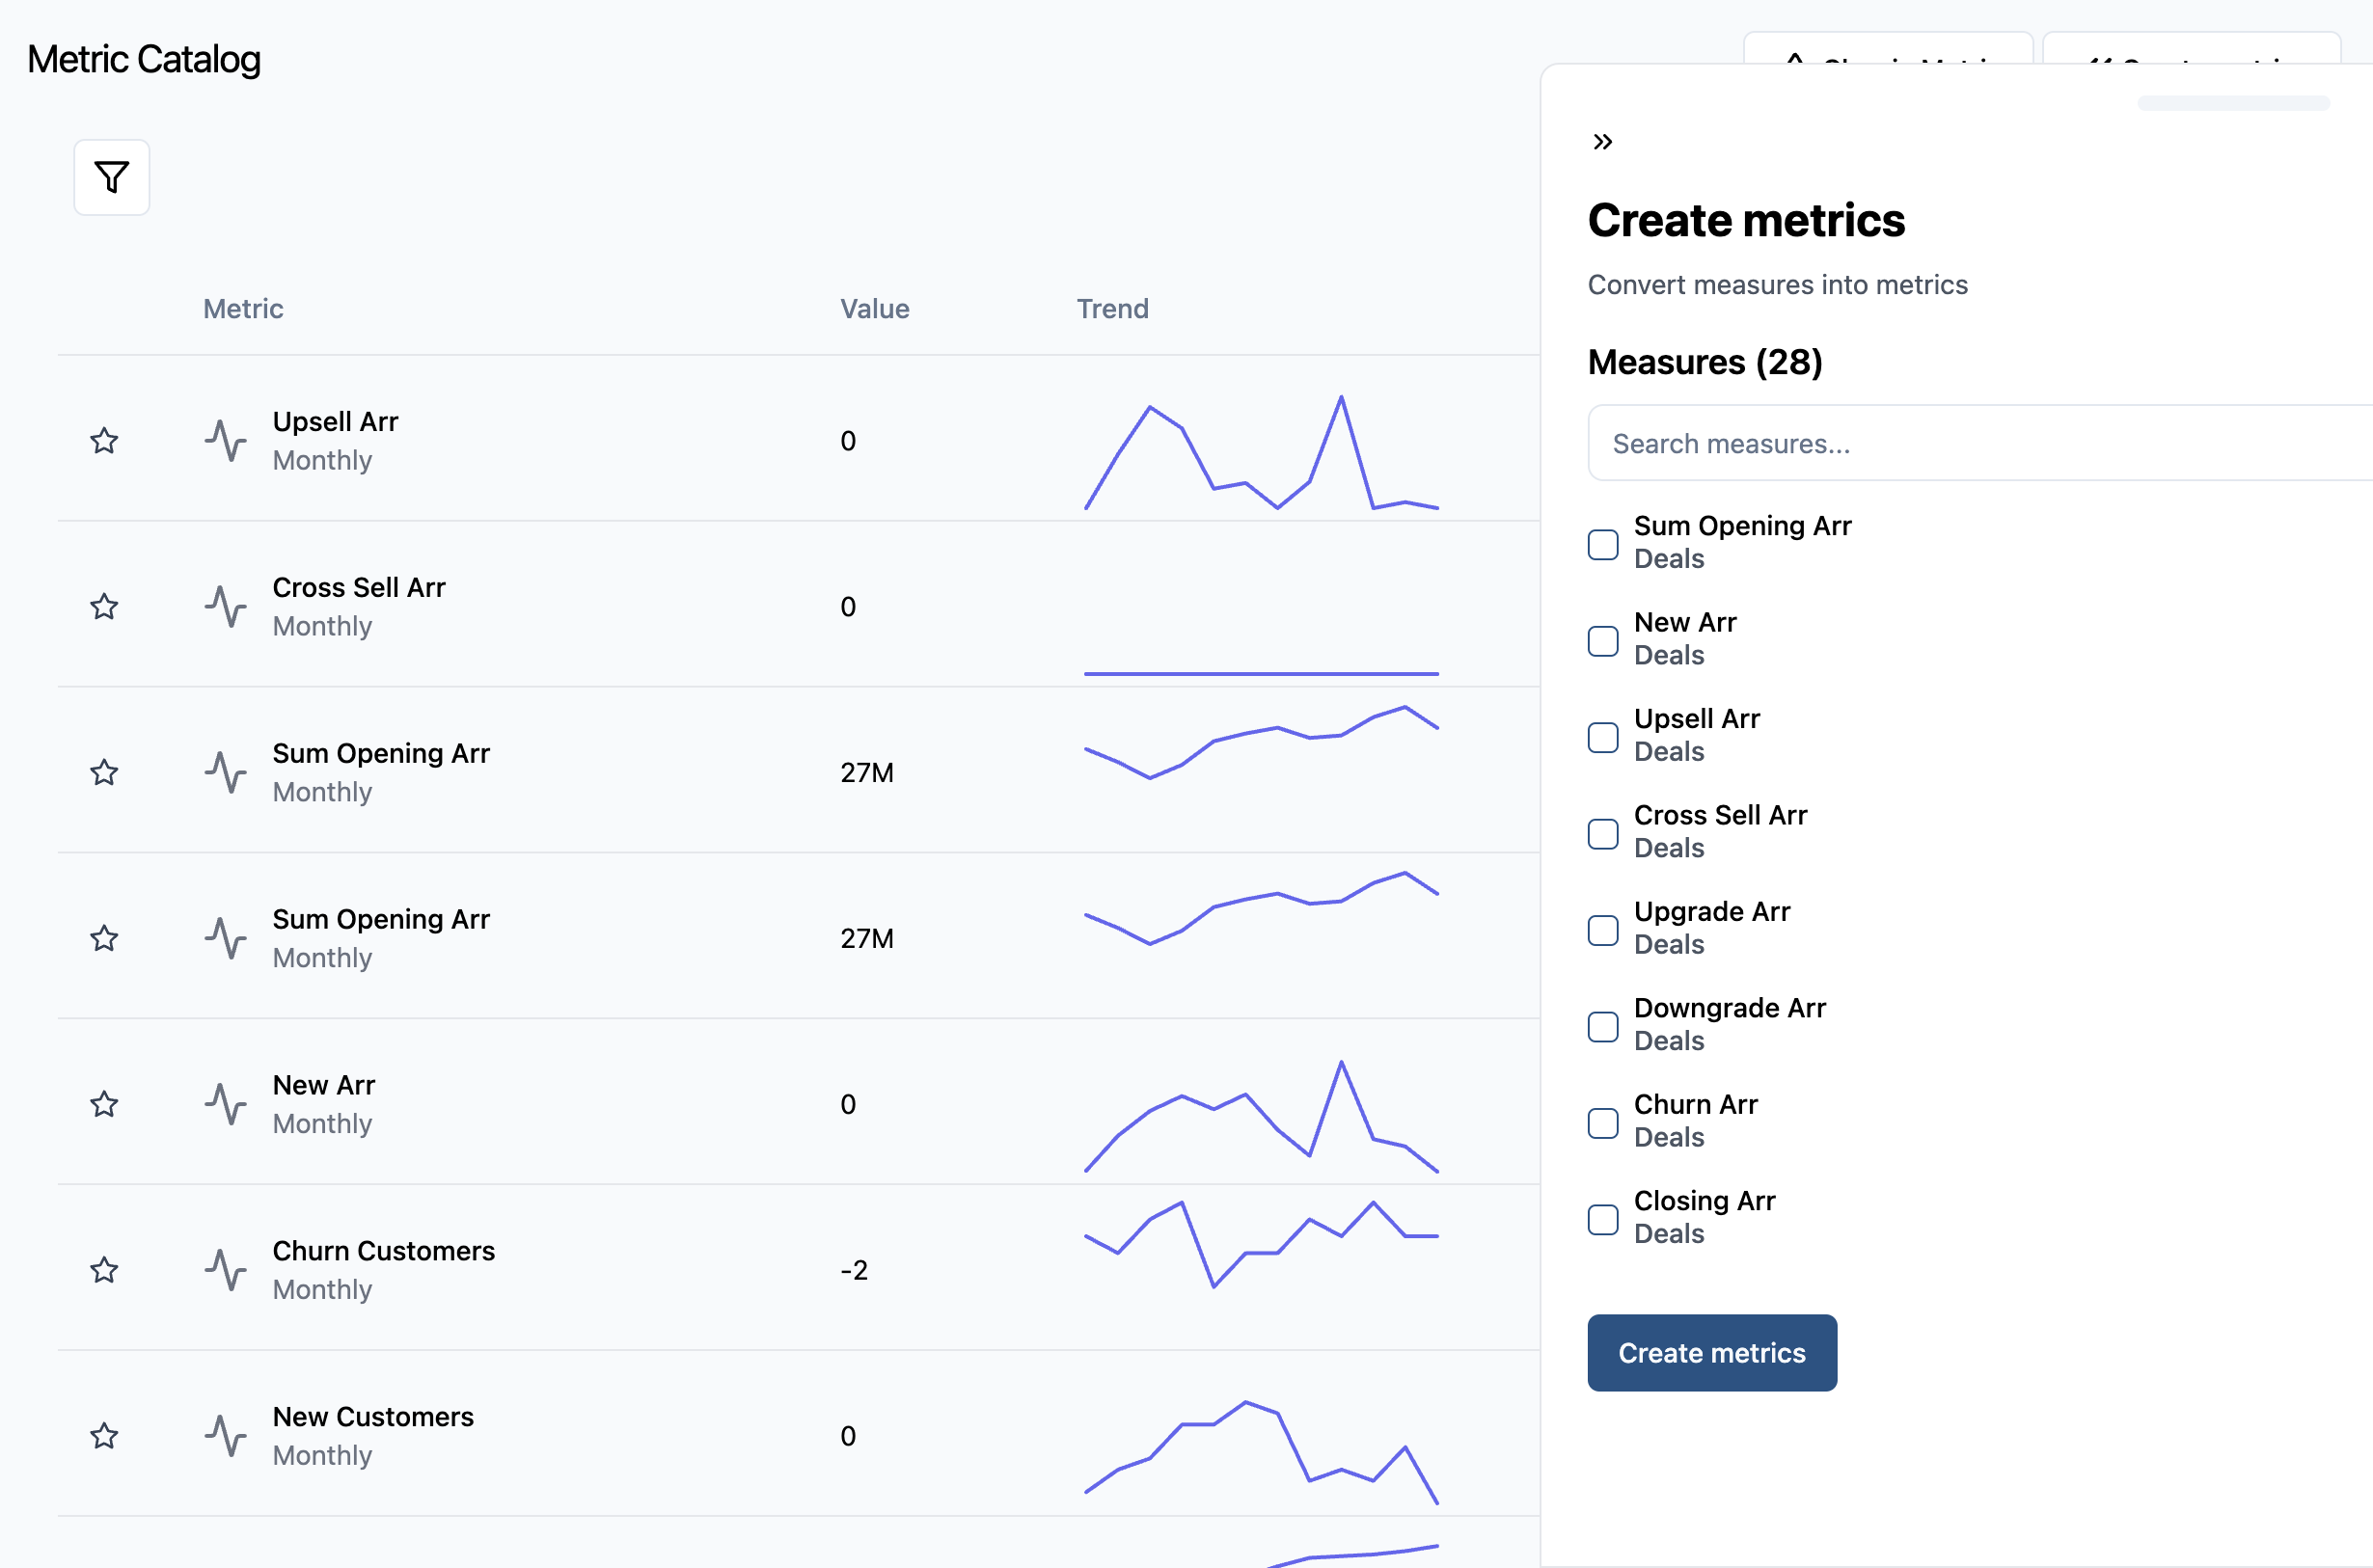 Metric Catalog
Metric Value Trend
Upsell Arr
Monthly
0
Cross Sell Arr
Monthly
0
Sum Opening Arr
Monthly
27M
Sum Opening Arr
Monthly
27M
New Arr
Monthly
0
Churn Customers
Monthly
-2
New Customers
Monthly
0
Create metrics
Convert measures into metrics
Measures (28)
Search measures...
Sum Opening Arr
Deals
New Arr
Deals
Upsell Arr
Deals
Cross Sell Arr
Deals
Upgrade Arr
Deals
Downgrade Arr
Deals
Churn Arr
Deals
Closing Arr
Deals
Create metrics